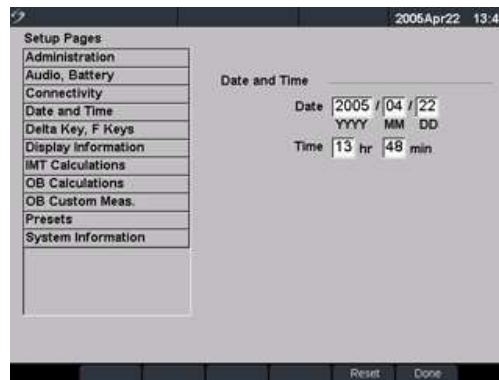 2005Apr22 13:4
Setup Pages
Administration
Audio, Battery
Connectivity
Date and Time
Delta Key, F Keys
Display Information
IMT Calculations
OB Calculations
OB Custom Meas.
Presets
System Information
Date and Time
Date 2005 / 04 / 22
YYYY MM DD
Time 13 hr 48 min
Reset Done